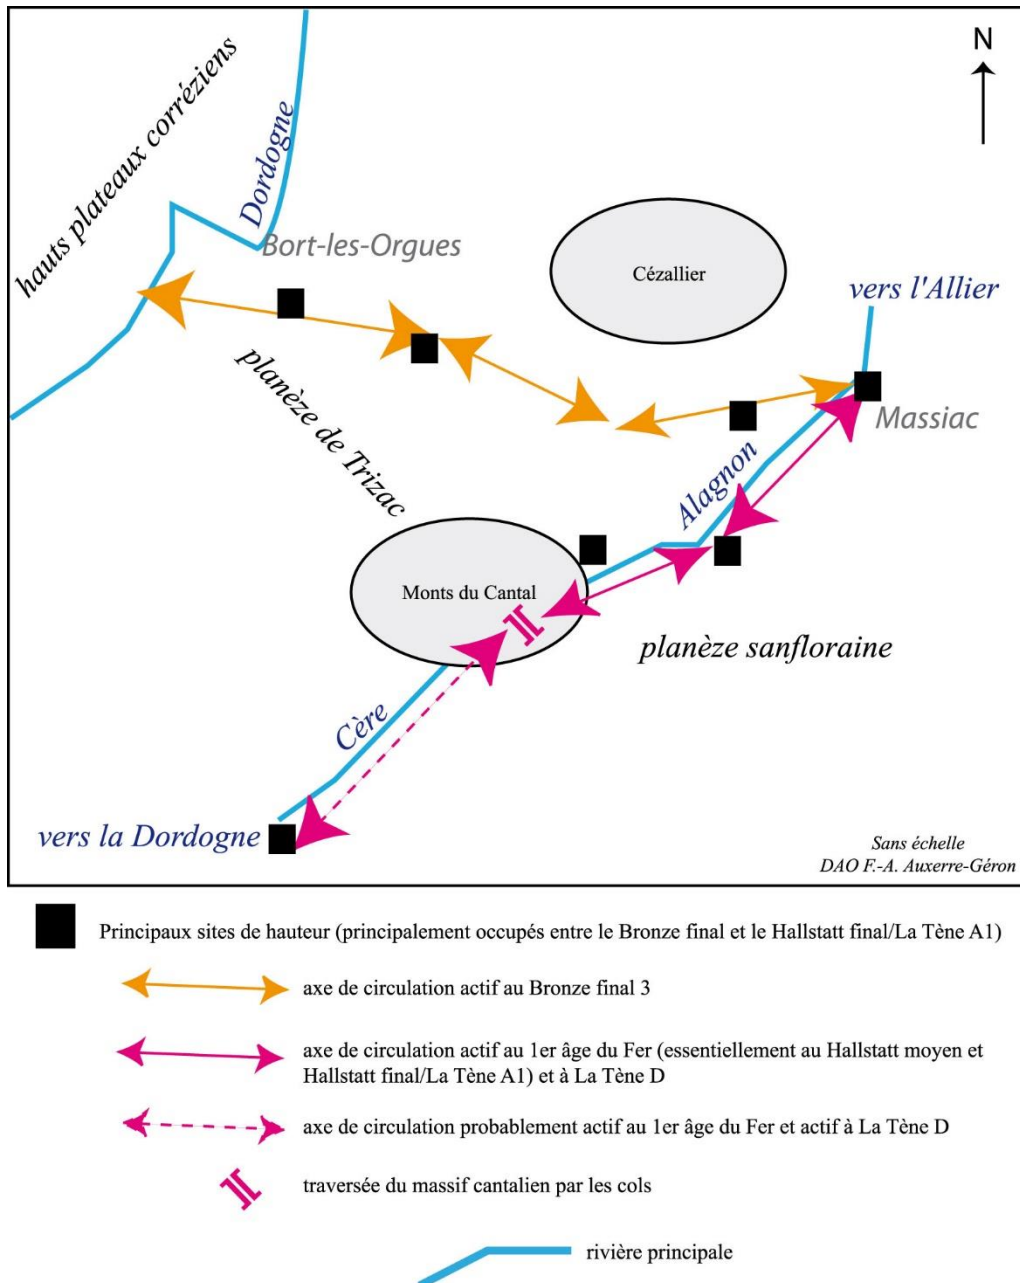 N
hauts plateaux corréziens
Dordogne
Bort-les-Orgues
Cézallier
vers l'Allier
planèze de Trizac
Massiac
Alagnon
Monts du Cantal
planèze sanfloraine
Cère
vers la Dordogne
Sans échelle
DAO F.-A. Auxerre-Géron
Principaux sites de hauteur (principalement occupés entre le Bronze final et le Hallstatt final/La Tène A1)
axe de circulation actif au Bronze final 3
axe de circulation actif au 1er âge du Fer (essentiellement au Hallstatt moyen et
Hallstatt final/La Tène A1) et à La Tène D
axe de circulation probablement actif au 1er âge du Fer et actif à La Tène D
traversée du massif cantalien par les cols
rivière principale